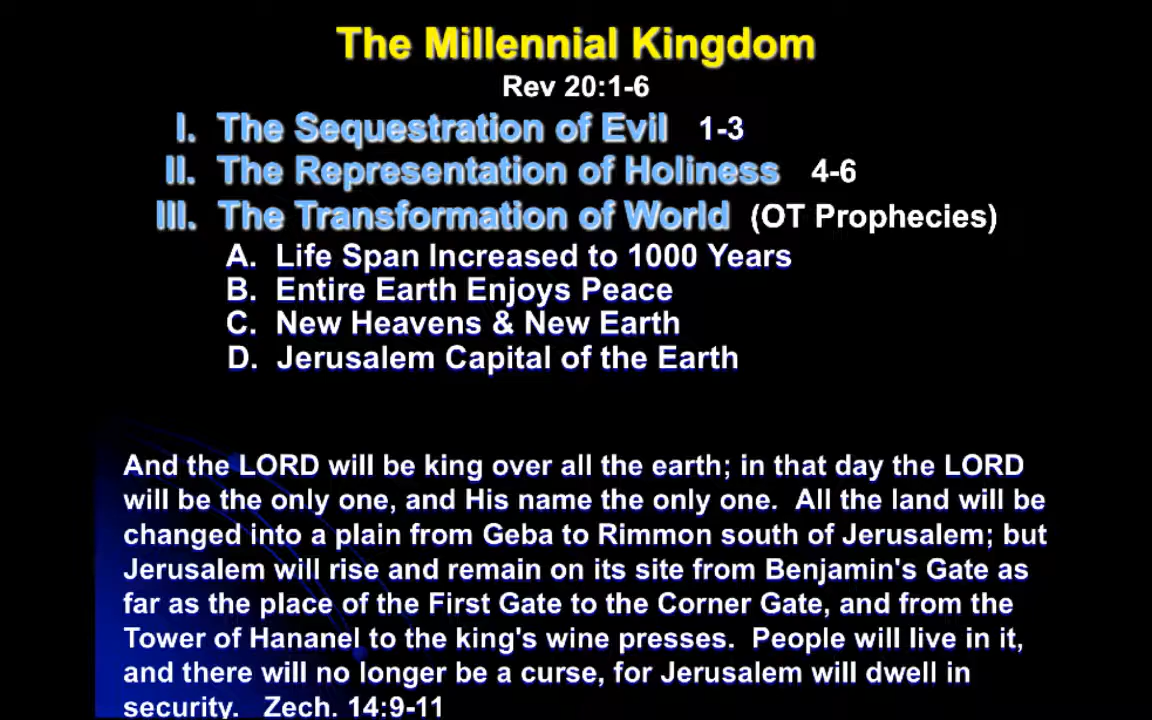 The Millennial Kingdom
Rev 20:1-6
I. The Sequestration of Evil 1-3
II. The Representation of Holiness 4-6
III. The Transformation of World (OT Prophecies)
A. Life Span Increased to 1000 Years
B. Entire Earth Enjoys Peace
C. New Heavens & New Earth
D. Jerusalem Capital of the Earth
And the LORD will be king over all the earth; in that day the LORD
will be the only one, and His name the only one. All the land will be
changed into a plain from Geba to Rimmon south of Jerusalem; but
Jerusalem will rise and remain on its site from Benjamin's Gate as
far as the place of the First Gate to the Corner Gate, and from the
Tower of Hananel to the king's wine presses. People will live in it,
and there will no longer be a curse, for Jerusalem will dwell in
security. Zech. 14:9-11